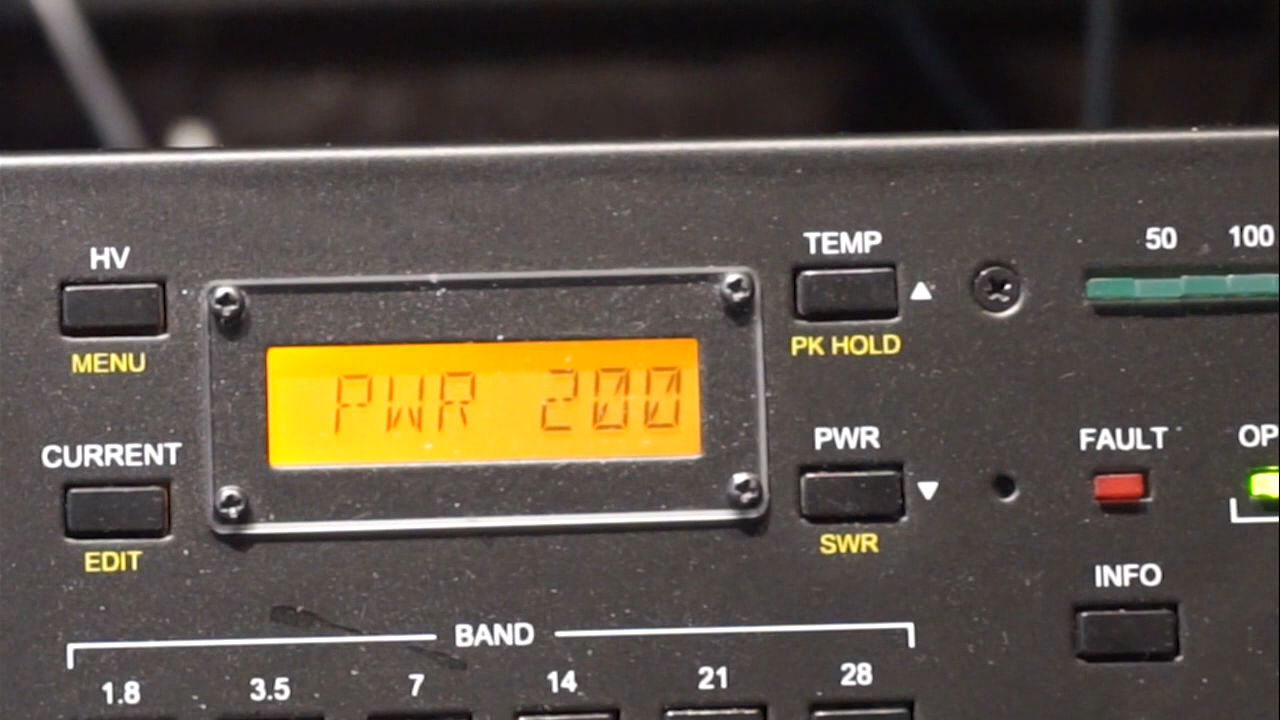 HV
MENU
CURRENT
EDIT
PWR 200
TEMP
PK HOLD
PWR
SWR
50 100
FAULT
OP
INFO
BAND
1.8 3.5 7 14 21 28